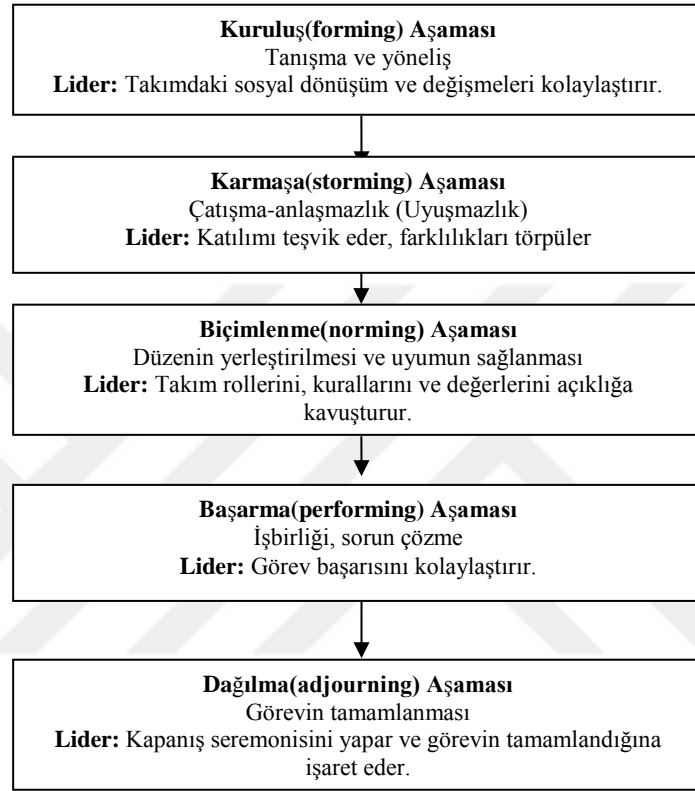 Kuruluş(forming) Aşaması
Tanışma ve yöneliş
Lider: Takımdaki sosyal dönüşüm ve değişmeleri kolaylaştırır.
Karmaşa(storming) Aşaması
Çatışma-anlaşmazlık (Uyuşmazlık)
Lider: Katılımı teşvik eder, farklılıkları törpüler
Biçimlenme(norming) Aşaması
Düzenin yerleştirilmesi ve uyumun sağlanması
Lider: Takım rollerini, kurallarını ve değerlerini açıklığa
kavuşturur.
Başarma(performing) Aşaması
İşbirliği, sorun çözme
Lider: Görev başarısını kolaylaştırır.
Dağılma(adjourning) Aşaması
Görevin tamamlanması
Lider: Kapanış seremonisini yapar ve görevin tamamlandığına
işaret eder.